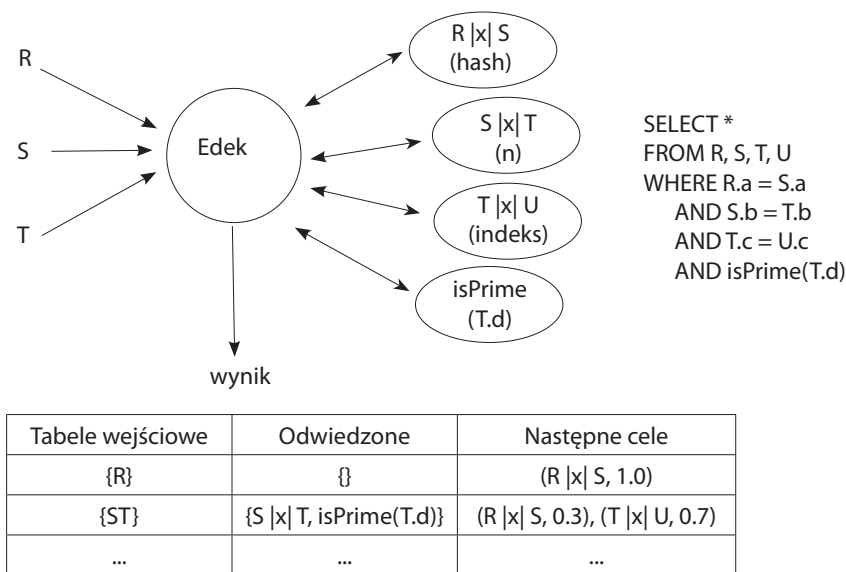 R
S
T
Edek
R |x| S
(hash)
S |x| T
(n)
T |x| U
(indeks)
isPrime
(T.d)
wynik
SELECT *
FROM R, S, T, U
WHERE R.a = S.a
AND S.b = T.b
AND T.c = U.c
AND isPrime(T.d)
Tabele wejściowe Odwiedzone Następne cele
{R} {} (R |x| S, 1.0)
{ST} {S |x| T, isPrime(T.d)} (R |x| S, 0.3), (T |x| U, 0.7)
... ... ...